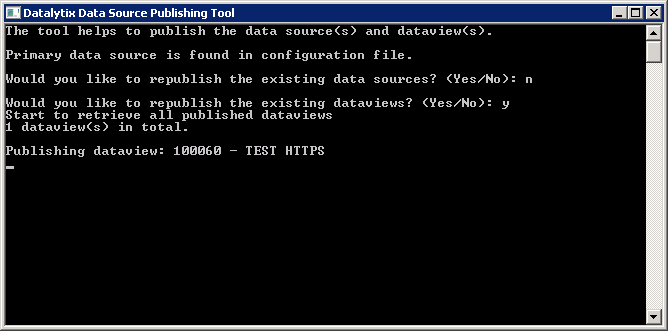 Datalytix Data Source Publishing Tool
The tool helps to publish the data source(s) and dataview(s).
Primary data source is found in configuration file.
Would you like to republish the existing data sources? (Yes/No): n
Would you like to republish the existing dataviews? (Yes/No): y
Start to retrieve all published dataviews
1 dataview(s) in total.
Publishing dataview: 100060 - TEST HTTPS